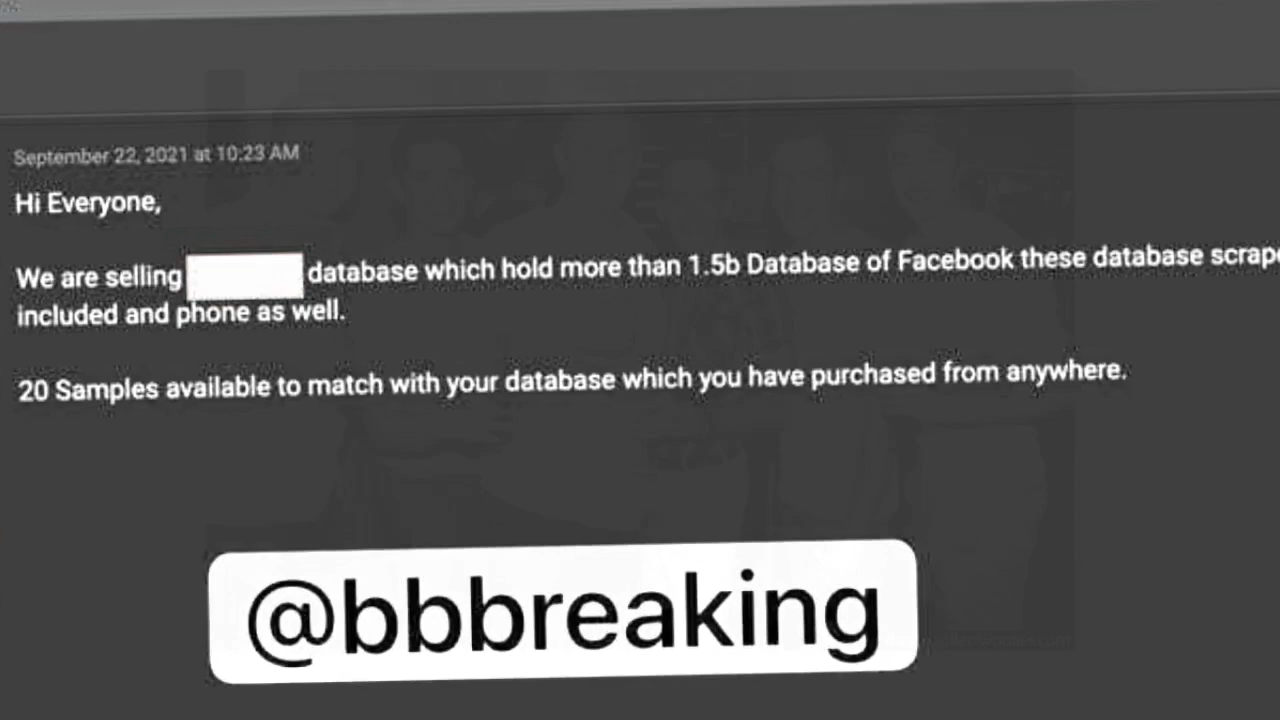 September 22, 2021 at 10:23 AM
Hi Everyone,
We are selling database which hold more than 1.5b Database of Facebook these database scrape
included and phone as well.
20 Samples available to match with your database which you have purchased from anywhere.
@bbbreaking